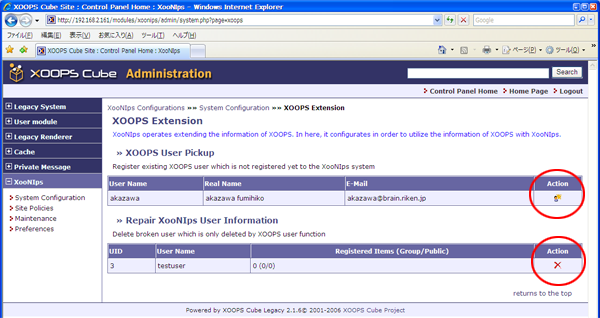 XOOPS Cube Site : Control Panel Home : XooNIps - Windows Internet Explorer
http://192.168.2.161/modules/xoonips/admin/system.php?page=xoops
Google
ファイル(F) 編集(E) 表示(V) お気に入り(A) ツール(T) ヘルプ(H)
XOOPS Cube Site : Control Panel Home : XooNIps
ページ(P) ツール(O)
XOOPS CUBE Administration
Search
Control Panel Home Home Page Logout
Legacy System
User module
Legacy Renderer
Cache
Private Message
XooNIps
System Configuration
Site Policies
Maintenance
Preferences
XooNIps Configurations »» System Configuration »» XOOPS Extension
XOOPS Extension
XooNIps operates extending the information of XOOPS. In here, it configurates in order to utilize the information of XOOPS with XooNIps.
» XOOPS User Pickup
Register existing XOOPS user which is not registered yet to the XooNIps system
User Name Real Name E-Mail Action
akazawa akazawa fumihiko akazawa@brain.riken.jp
» Repair XooNIps User Information
Delete broken user which is only deleted by XOOPS user function
UID User Name Registered Items (Group/Public) Action
3 testuser 0 (0/0)
returns to the top
Powered by XOOPS Cube Legacy 2.1.6© 2001-2006 XOOPS Cube Project